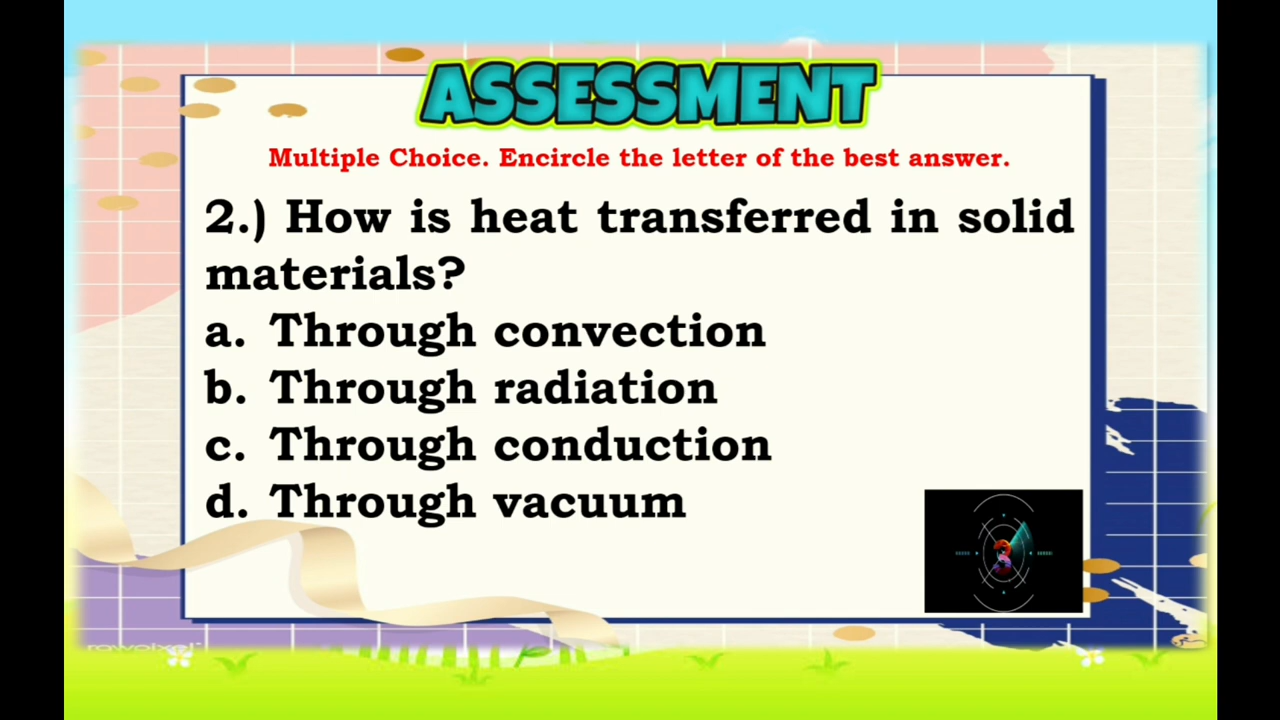 ASSESSMENT
Multiple Choice. Encircle the letter of the best answer.
2.) How is heat transferred in solid
materials?
a. Through convection
b. Through radiation
c. Through conduction
d. Through vacuum
rawpixel